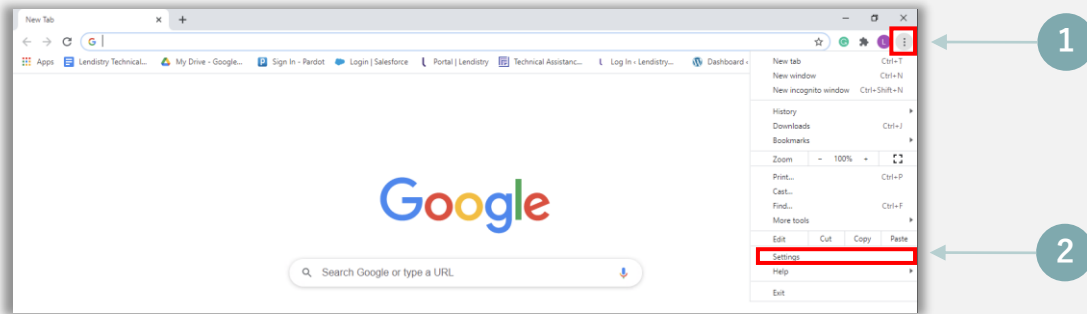 New Tab
G
Apps Lendistry Technical... My Drive - Google... Sign In - Pardot Login | Salesforce Portal | Lendistry Technical Assistanc... Log In ‹ Lendistry... Dashboard ‹
L
1
New tab Ctrl+T
New window Ctrl+N
New incognito window Ctrl+Shift+N
History
Downloads Ctrl+J
Bookmarks
Zoom - 100% +
Print... Ctrl+P
Cast...
Find... Ctrl+F
More tools
Edit Cut Copy Paste
Settings
2
Help
Exit
Google
Search Google or type a URL